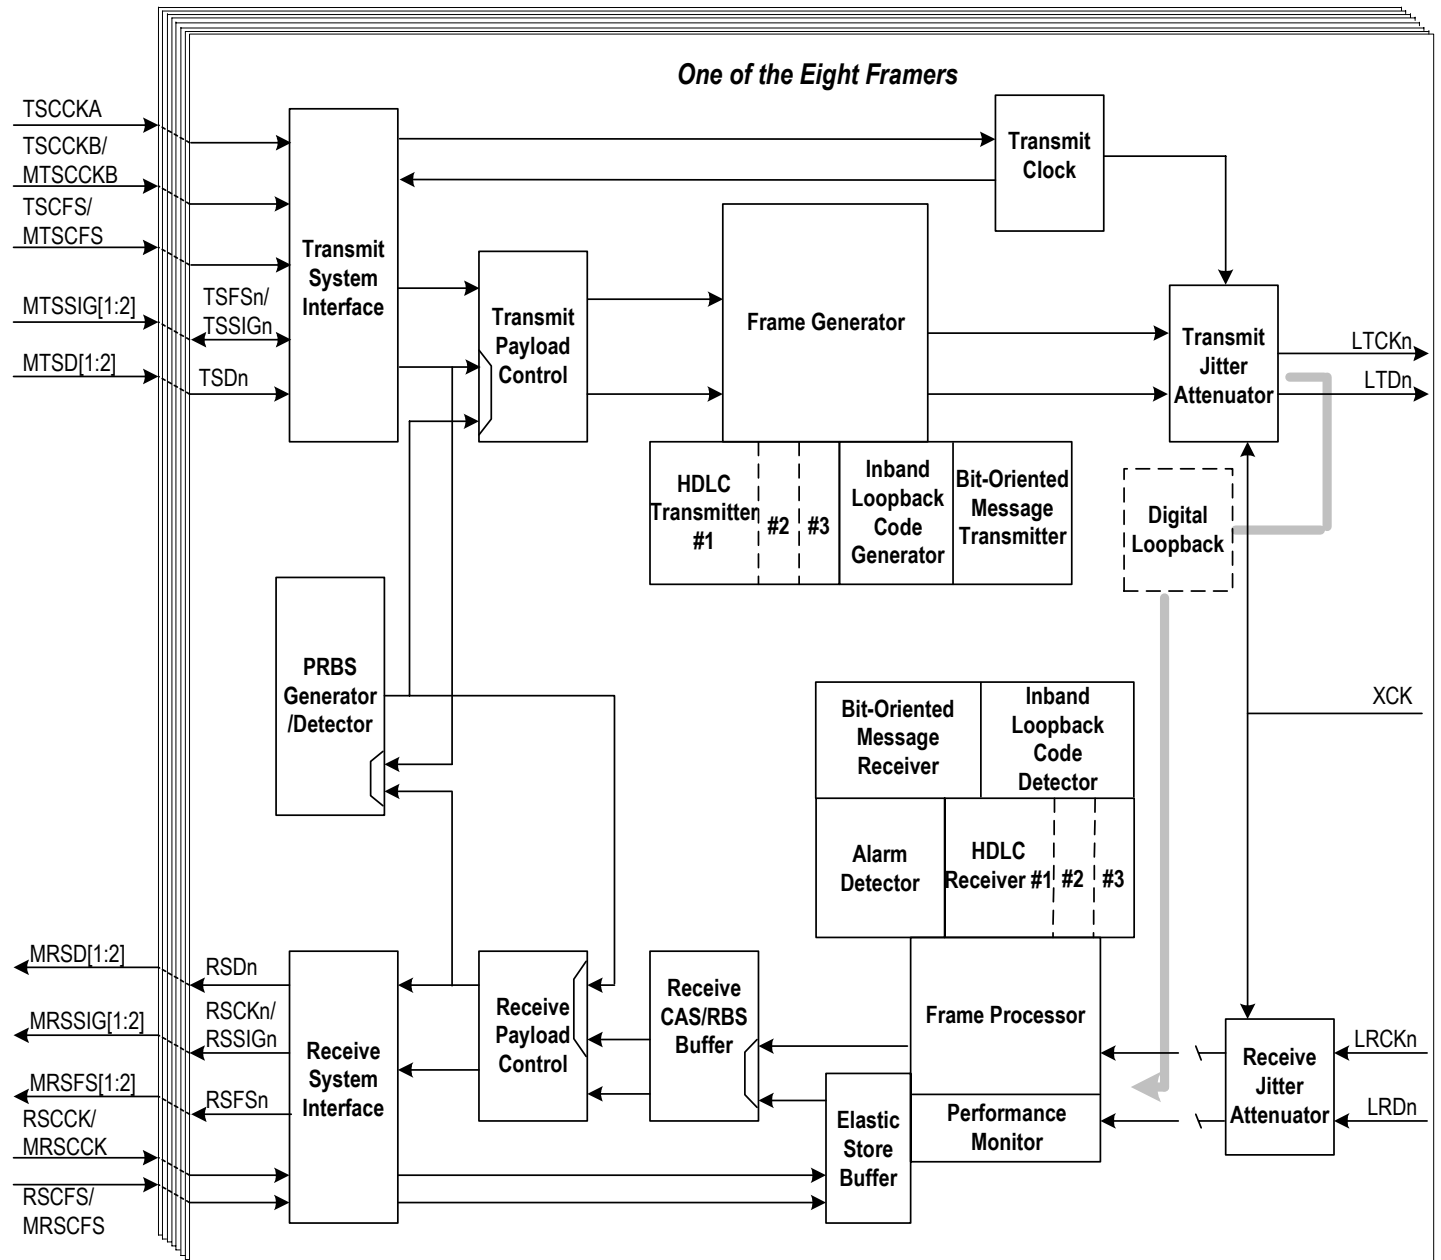 One of the Eight Framers
TSCCKA
TSCCKB/
MTSCCKB
TSCFS/
MTSCFS
MTSSIG[1:2]
MTSD[1:2]
TSFSn/
TSSIGn
TSDn
Transmit
System
Interface
Transmit
Payload
Control
Frame Generator
Transmit
Clock
Transmit
Jitter
Attenuator
LTCKn
LTDn
HDLC
Transmitter
#1
#2
#3
Inband
Loopback
Code
Generator
Bit-Oriented
Message
Transmitter
Digital
Loopback
PRBS
Generator
/Detector
XCK
Bit-Oriented
Message
Receiver
Inband
Loopback
Code
Detector
Alarm
Detector
HDLC
Receiver #1
#2
#3
MRSD[1:2]
MRSSIG[1:2]
MRSFS[1:2]
RSCCK/
MRSCCK
RSCFS/
MRSCFS
RSDn
RSCKn/
RSSIGn
RSFSn
Receive
System
Interface
Receive
Payload
Control
Receive
CAS/RBS
Buffer
Elastic
Store
Buffer
Frame Processor
Performance
Monitor
Receive
Jitter
Attenuator
LRCKn
LRDn